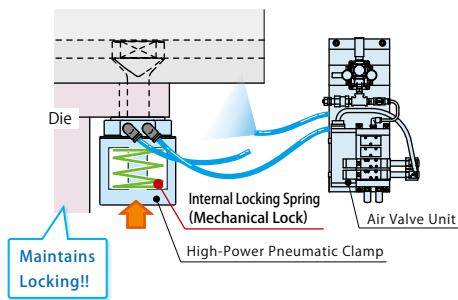 Die
Internal Locking Spring
(Mechanical Lock)
Air Valve Unit
High-Power Pneumatic Clamp
Maintains
Locking!!